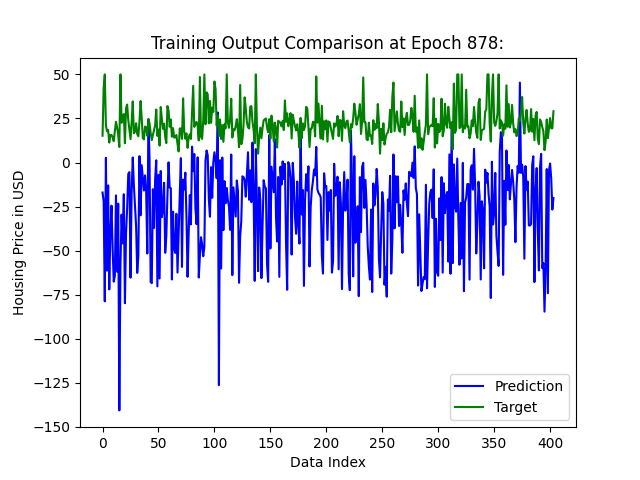 Training Output Comparison at Epoch 878:
50
25
0
−25
−50
−75
−100
−125
−150
Housing Price in USD
0 50 100 150 200 250 300 350 400
Data Index
Prediction
Target